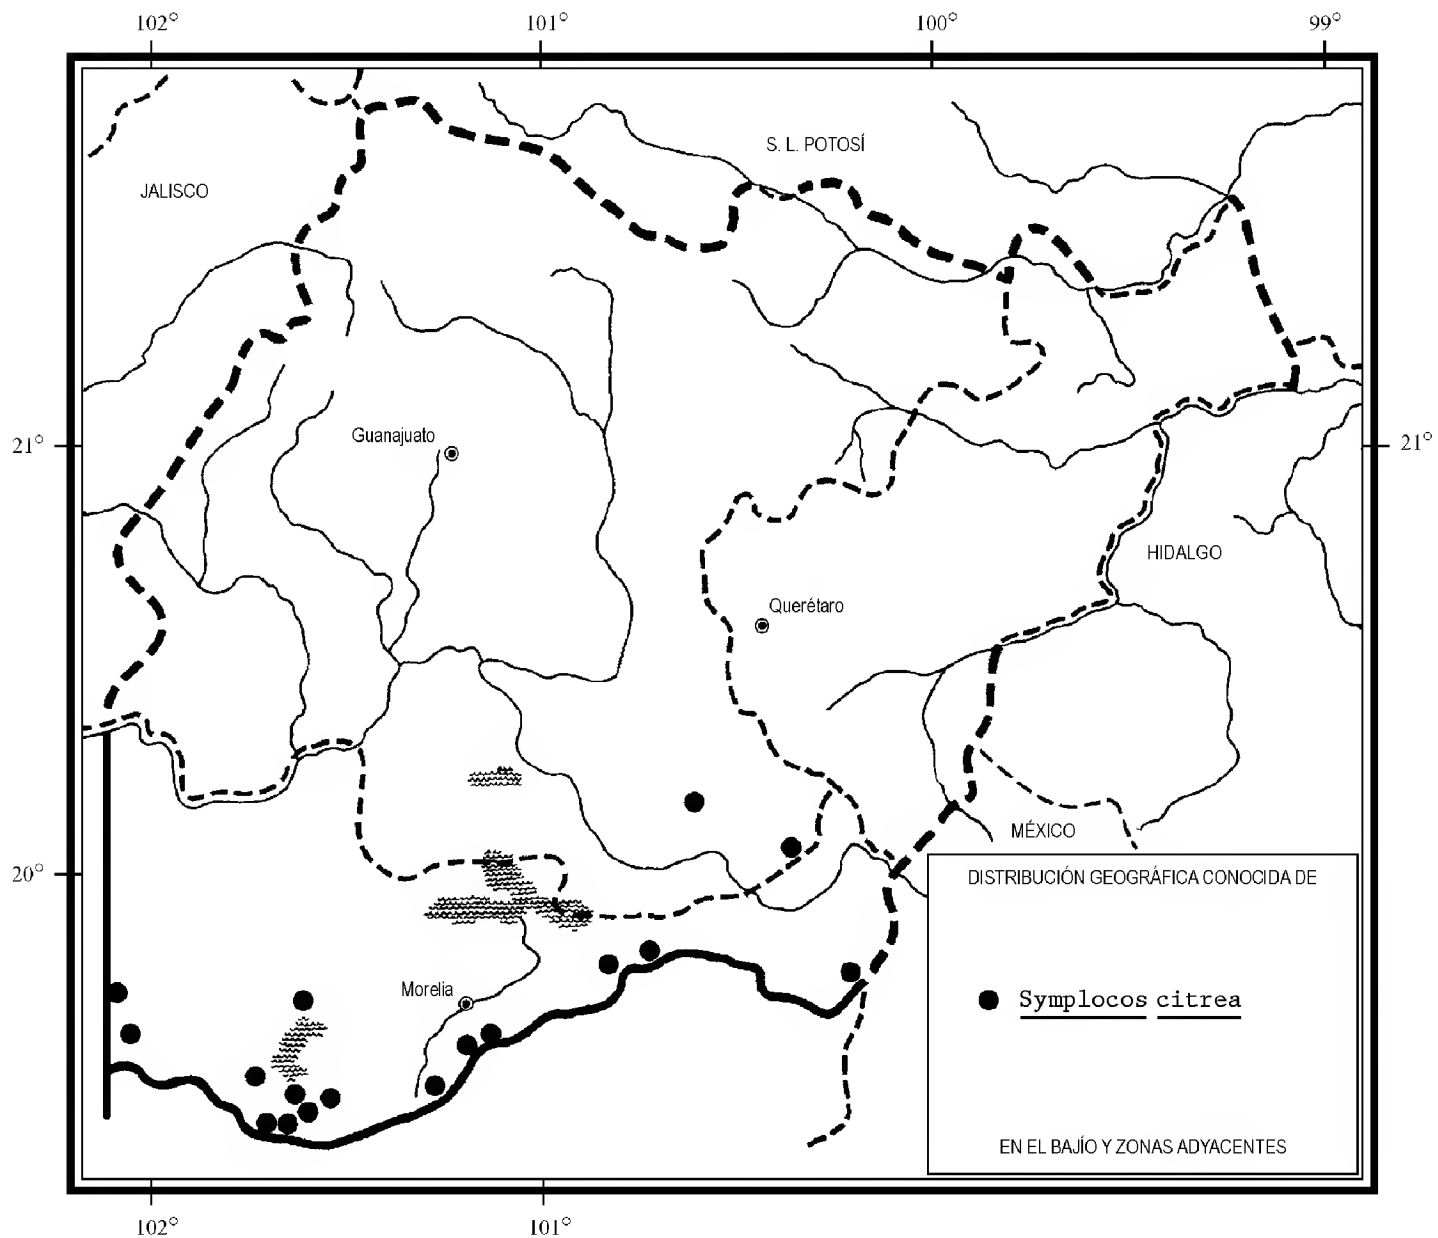 102° 101° 100° 99°
S. L. POTOSÍ
JALISCO
Guanajuato
21° 21°
HIDALGO
Querétaro
MÉXICO
20°
DISTRIBUCIÓN GEOGRÁFICA CONOCIDA DE
Morelia
Symplocos citrea
EN EL BAJÍO Y ZONAS ADYACENTES
102° 101°